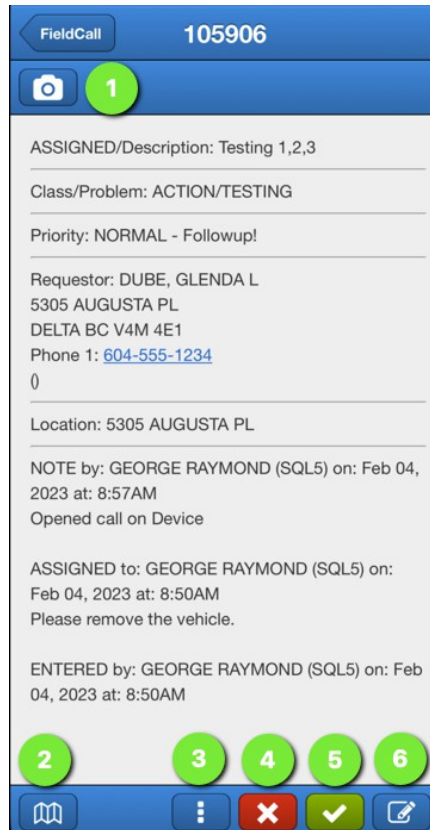 FieldCall
105906
1
ASSIGNED/Description: Testing 1,2,3
Class/Problem: ACTION/TESTING
Priority: NORMAL - Followup!
Requestor: DUBE, GLENDA L
5305 AUGUSTA PL
DELTA BC V4M 4E1
Phone 1: 604-555-1234
()
Location: 5305 AUGUSTA PL
NOTE by: GEORGE RAYMOND (SQL5) on: Feb 04,
2023 at: 8:57AM
Opened call on Device
ASSIGNED to: GEORGE RAYMOND (SQL5) on:
Feb 04, 2023 at: 8:50AM
Please remove the vehicle.
ENTERED by: GEORGE RAYMOND (SQL5) on: Feb
04, 2023 at: 8:50AM
2 3 4 5 6